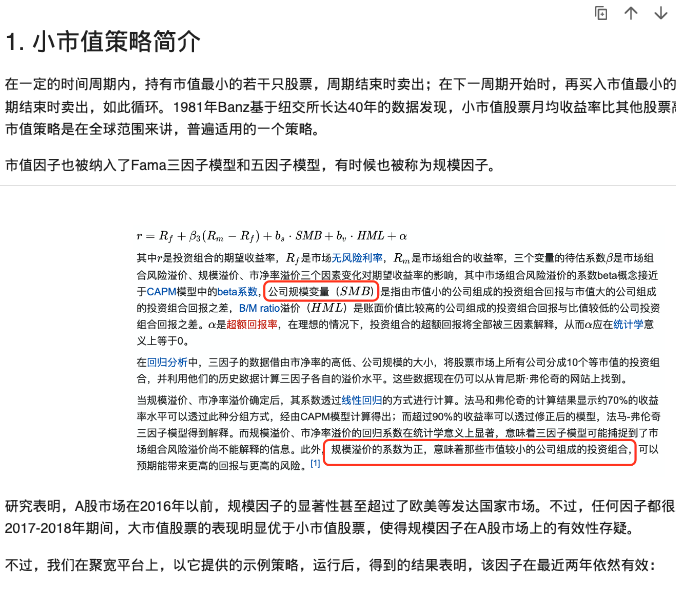 1. 小市值策略简介
在一定的时间周期内，持有市值最小的若干只股票，周期结束时卖出；在下一周期开始时，再买入市值最小的
期结束时卖出，如此循环。1981年Banz基于纽交所长达40年的数据发现，小市值股票月均收益率比其他股票高
市值策略是在全球范围来讲，普遍适用的一个策略。
市值因子也被纳入了Fama三因子模型和五因子模型，有时候也被称为规模因子。
r = R_f + β₃(R_m − R_f) + b_s · SMB + b_v · HML + α
其中r是投资组合的期望收益率，R_f是市场无风险利率，R_m是市场组合的收益率，三个变量的待估系数β是市场组
合风险溢价、规模溢价、市净率溢价三个因素变化对期望收益率的影响，其中市场组合风险溢价的系数beta概念接近
于CAPM模型中的beta系数，公司规模变量（SMB）是指由市值小的公司组成的投资组合回报与市值大的公司组成
的投资组合回报之差，B/M ratio溢价（HML）是账面价值比较高的公司组成的投资组合回报与比值较低的公司投资
组合回报之差。α是超额回报率，在理想的情况下，投资组合的超额回报将全部被三因素解释，从而α应在统计学意
义上等于0。
在回归分析中，三因子的数据借由市净率的高低、公司规模的大小，将股票市场上所有公司分成10个等市值的投资组
合，并利用他们的历史数据计算三因子各自的溢价水平。这些数据现在仍可以从肯尼斯·弗伦奇的网站上找到。
当规模溢价、市净率溢价确定后，其系数透过线性回归的方式进行计算。法马和弗伦奇的计算结果显示约70%的收益
率水平可以透过此种分组方式，经由CAPM模型计算得出；而超过90%的收益率可以透过修正后的模型，法马-弗伦奇
三因子模型得到解释。而规模溢价、市净率溢价的回归系数在统计学意义上显著，意味着三因子模型可能捕捉到了市
场组合风险溢价尚不能解释的信息。此外，规模溢价的系数为正，意味着那些市值较小的公司组成的投资组合，可以
预期能带来更高的回报与更高的风险。[1]
研究表明，A股市场在2016年以前，规模因子的显著性甚至超过了欧美等发达国家市场。不过，任何因子都很
2017-2018年期间，大市值股票的表现明显优于小市值股票，使得规模因子在A股市场上的有效性存疑。
不过，我们在聚宽平台上，以它提供的示例策略，运行后，得到的结果表明，该因子在最近两年依然有效：